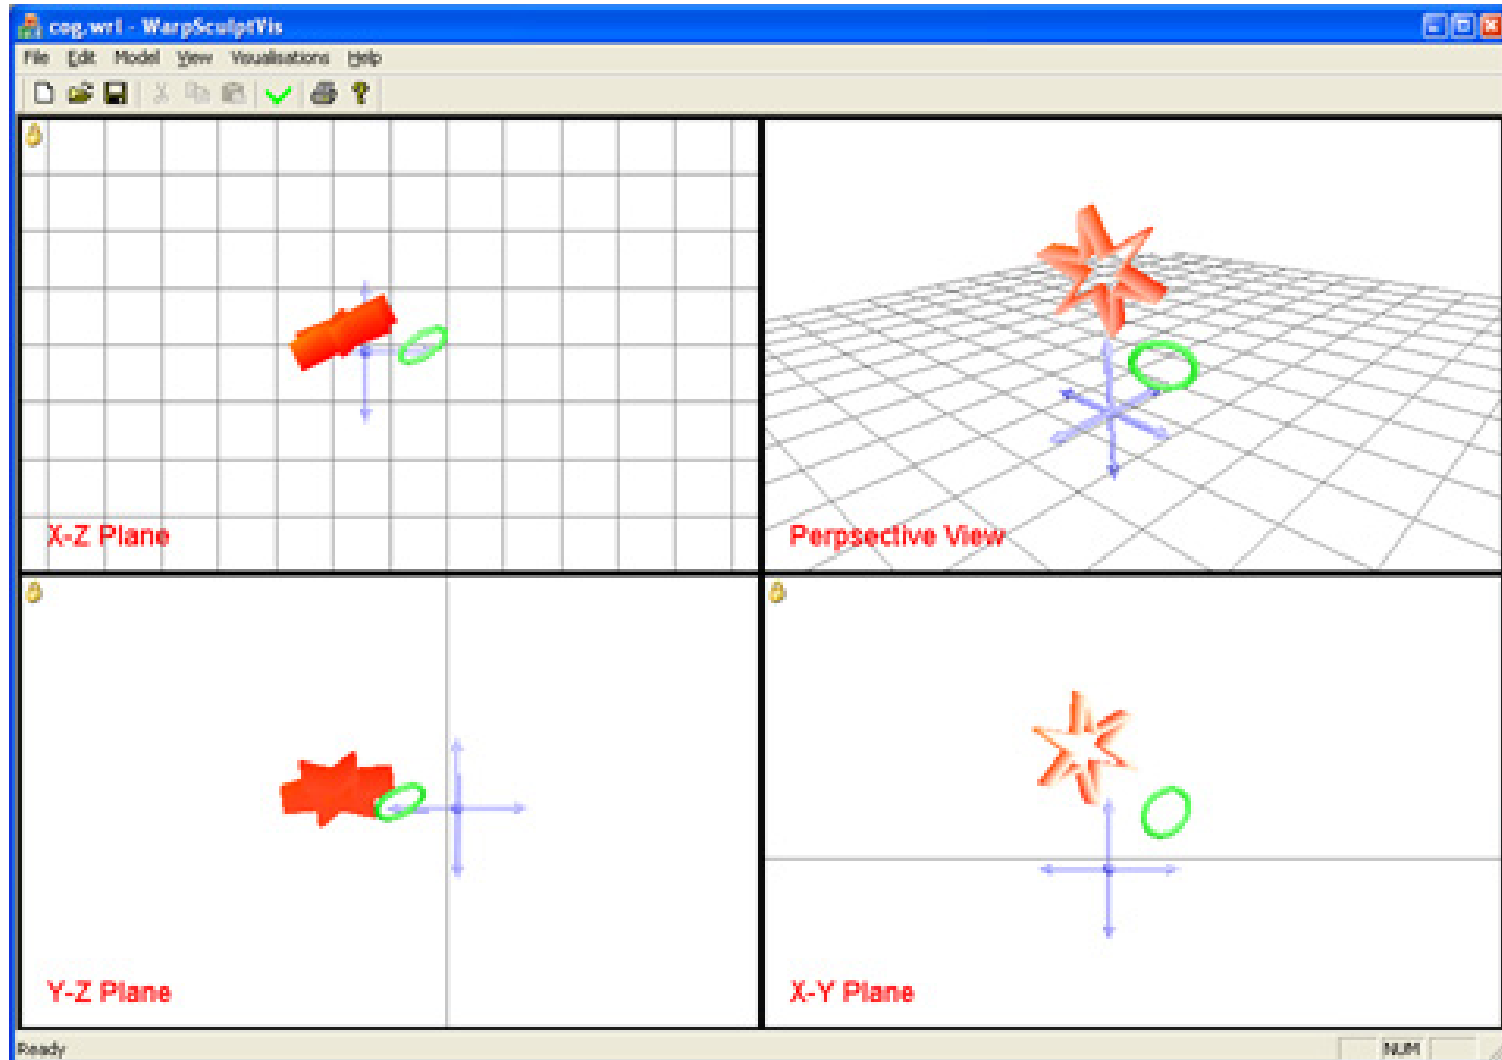 cog.wrl - WarpSculptVis
File Edit Model View Visualisations Help
X-Z Plane
Perpsective View
Y-Z Plane
X-Y Plane
Ready
NUM